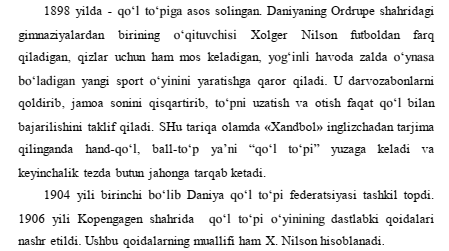 1898 yilda - qo‘l to‘piga asos solingan. Daniyaning Ordrupe shahridagi
gimnaziyalardan birining o‘qituvchisi Xolger Nilson futboldan farq
qiladigan, qizlar uchun ham mos keladigan, yog‘inli havoda zalda o‘ynasa
bo‘ladigan yangi sport o‘yinini yaratishga qaror qiladi. U darvozabonlarni
qoldirib, jamoa sonini qisqartirib, to‘pni uzatish va otish faqat qo‘l bilan
bajarilishini taklif qiladi. SHu tariqa olamda «Xandbol» inglizchadan tarjima
qilinganda hand-qo‘l, ball-to‘p ya’ni “qo‘l to‘pi” yuzaga keladi va
keyinchalik tezda butun jahonga tarqab ketadi.
1904 yili birinchi bo‘lib Daniya qo‘l to‘pi federatsiyasi tashkil topdi.
1906 yili Kopengagen shahrida qo‘l to‘pi o‘yinining dastlabki qoidalari
nashr etildi. Ushbu qoidalarning muallifi ham X. Nilson hisoblanadi.